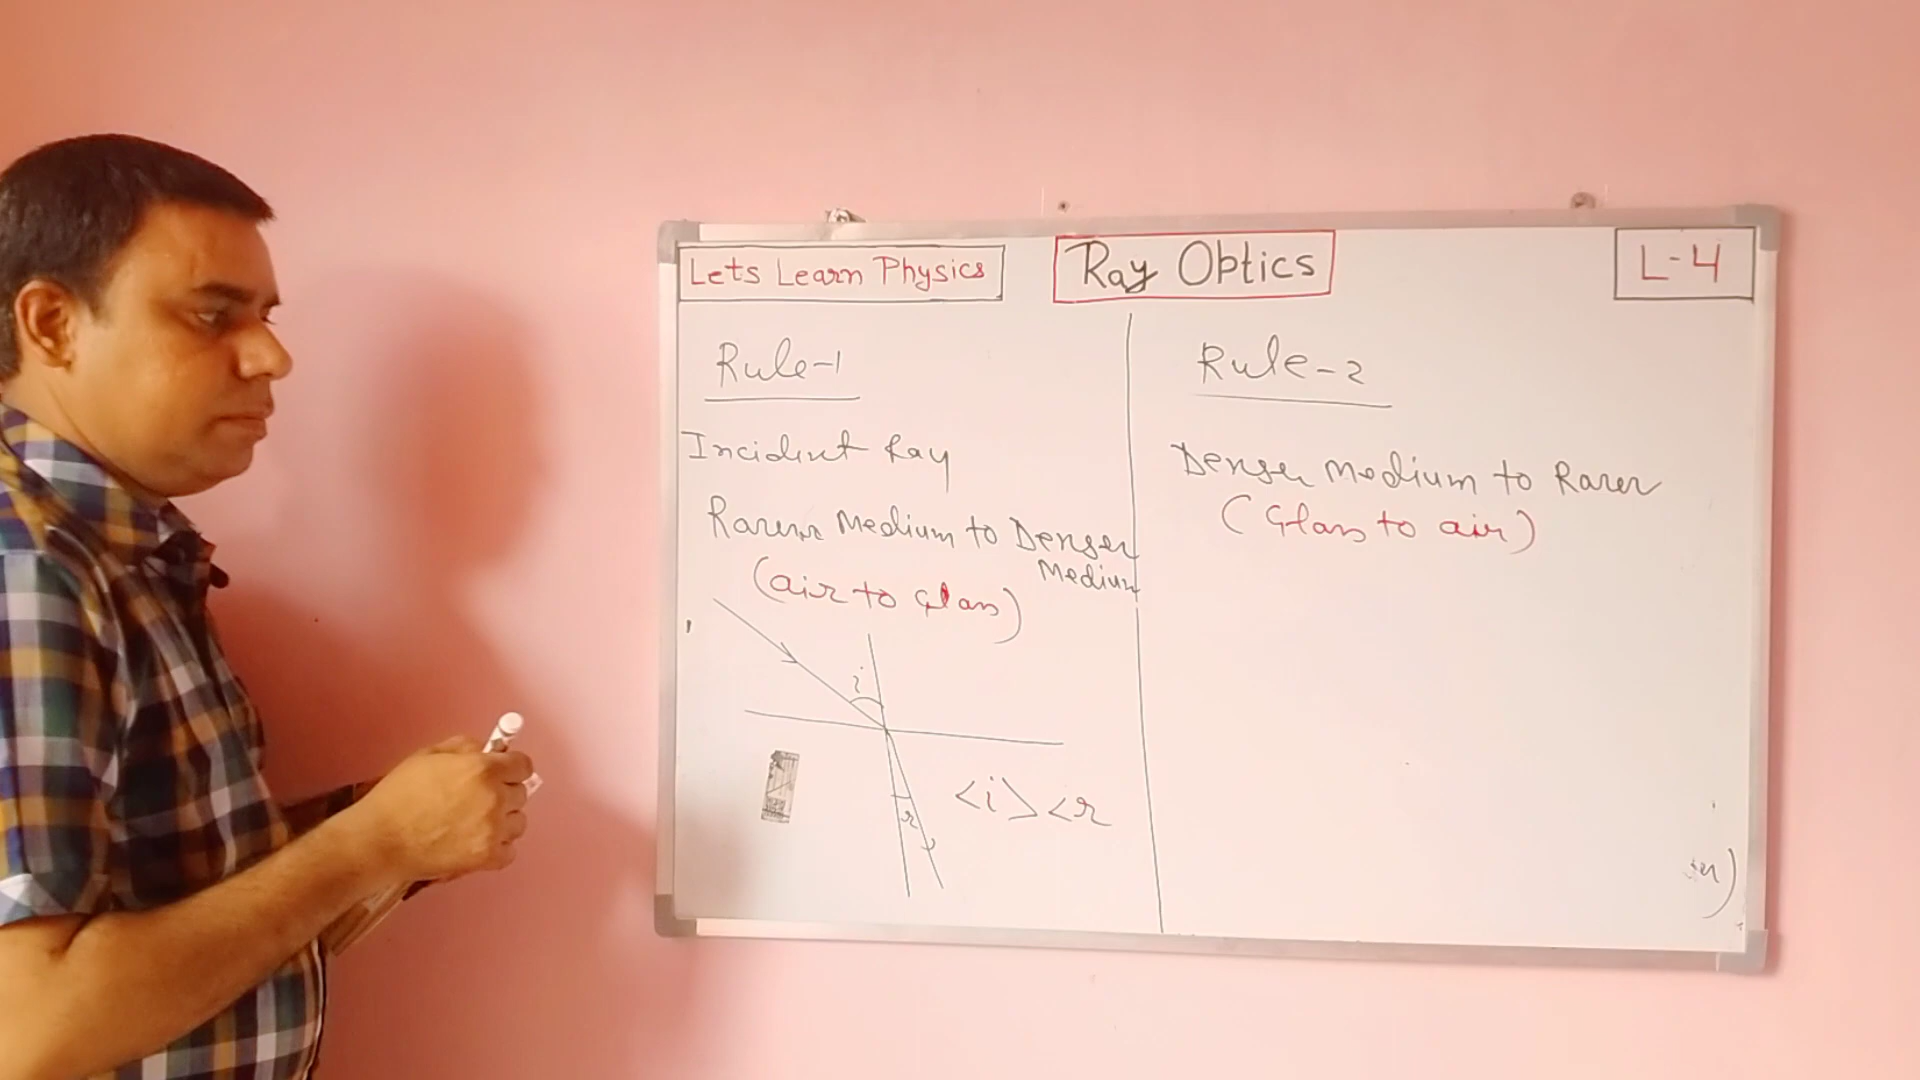 Lets Learn Physics
Ray Optics
L-4
Rule-1
Incident Ray
Rarer Medium to Denser
Medium
(air to Glass)
i
r
<i> <r
Rule-2
Denser Medium to Rarer
(Glass to air)